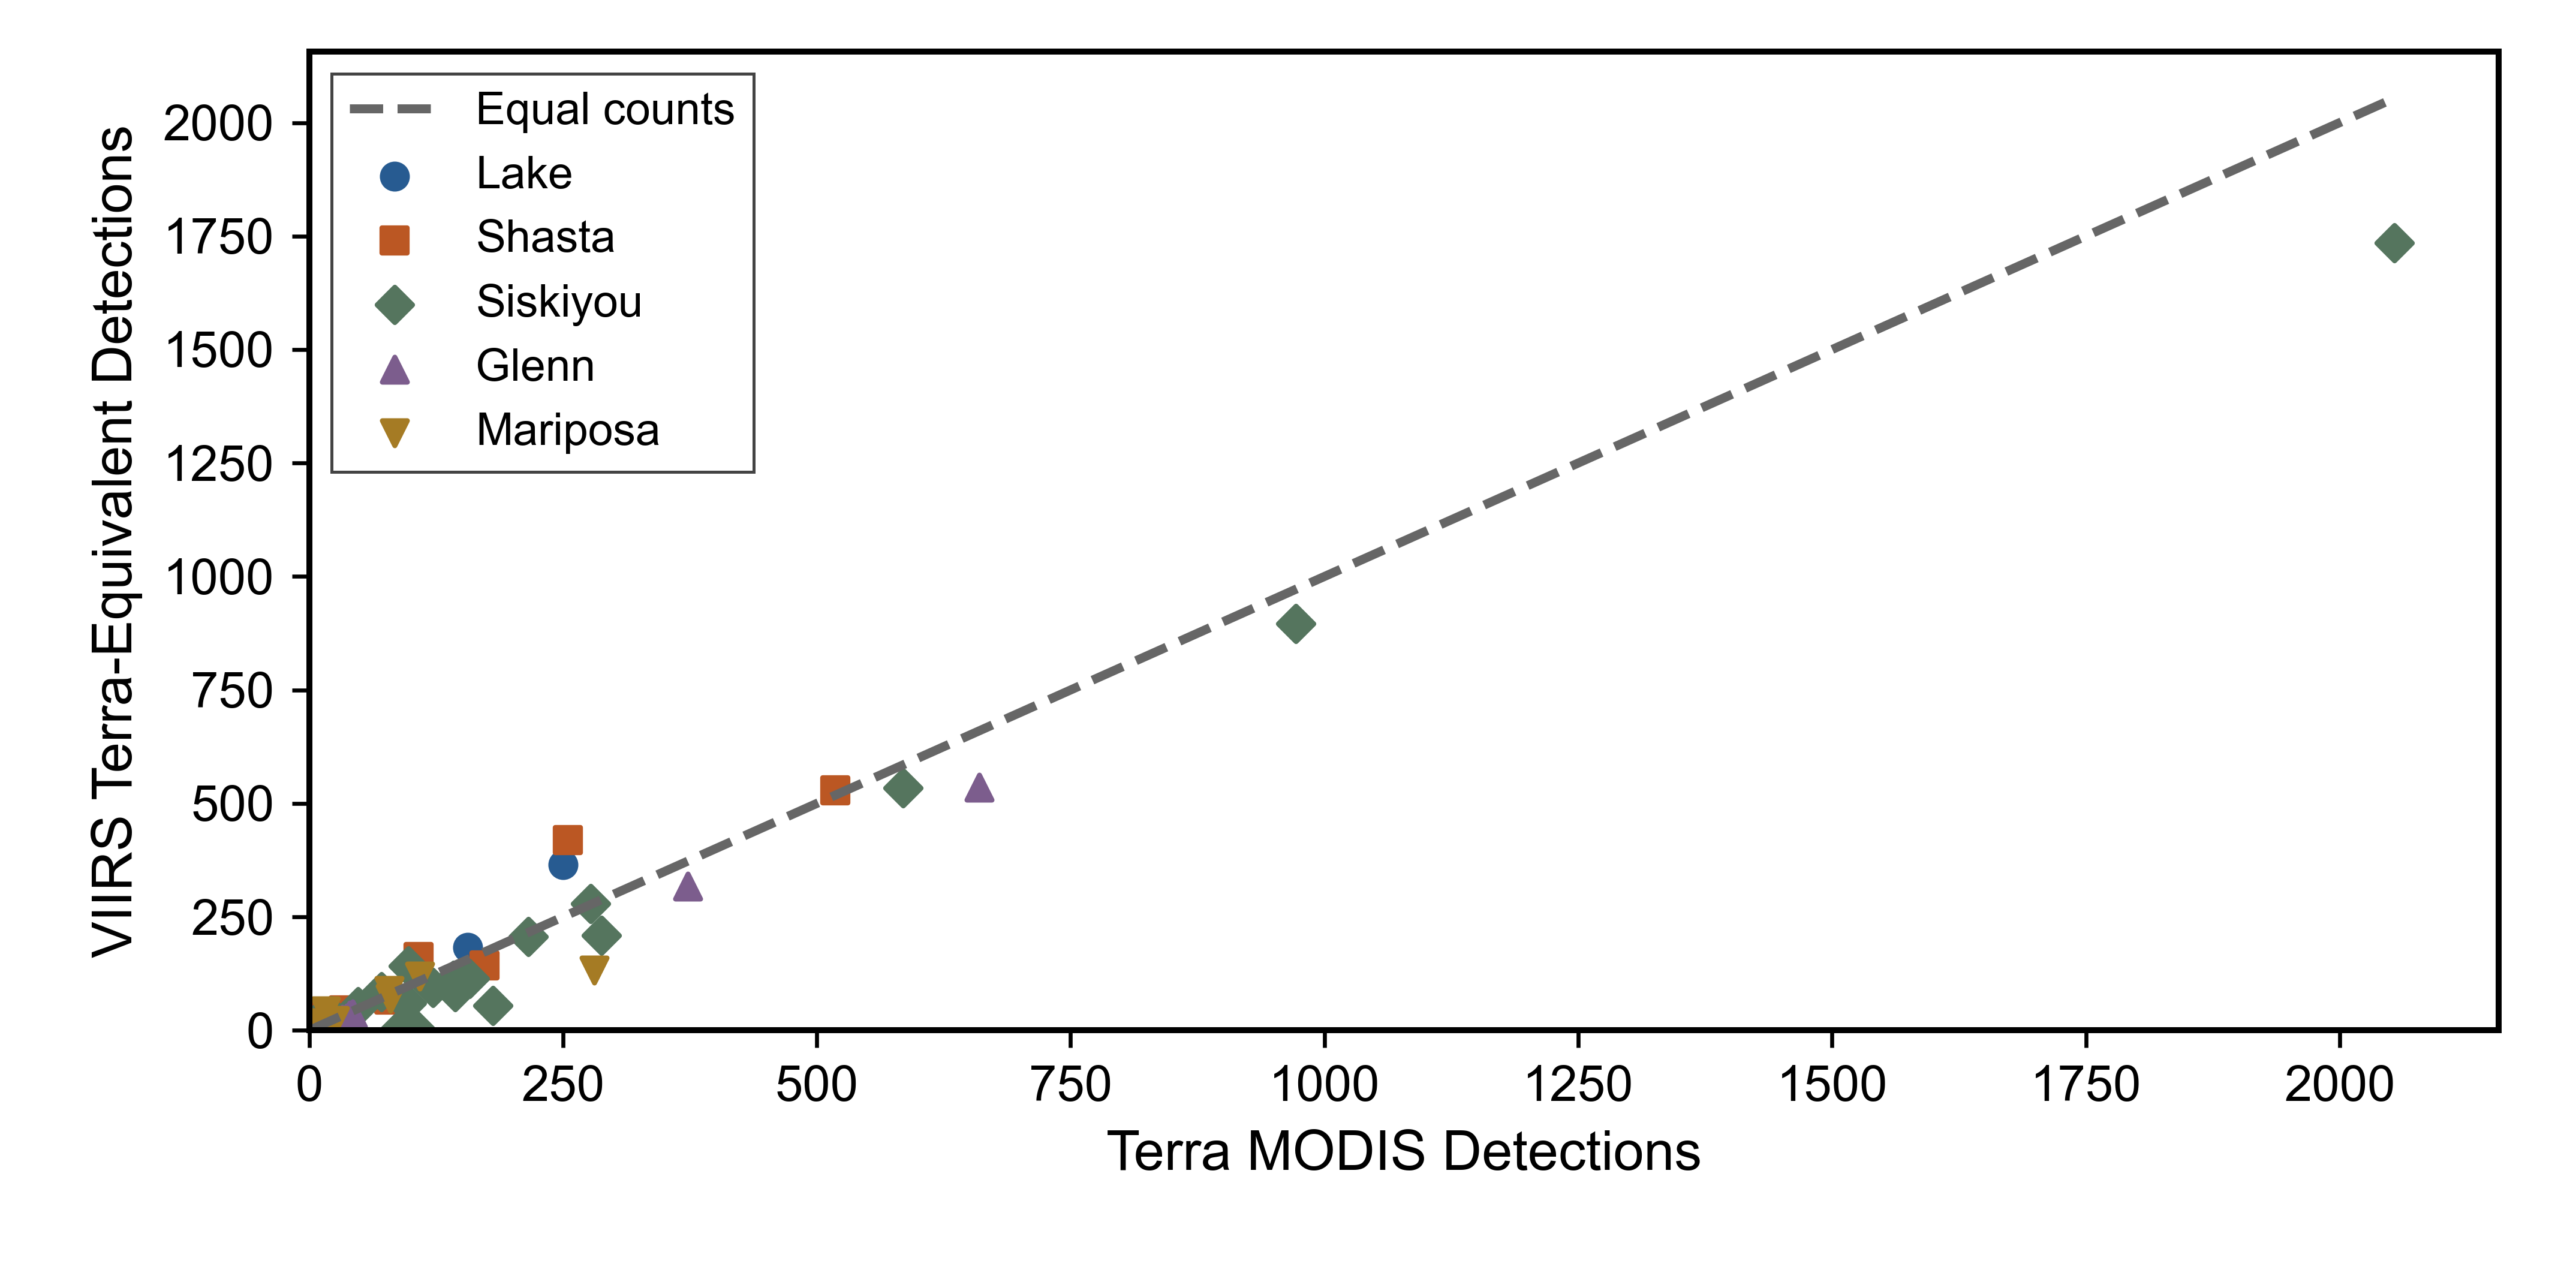 Equal counts
Lake
Shasta
Siskiyou
Glenn
Mariposa
VIIRS Terra-Equivalent Detections
2000
1750
1500
1250
1000
750
500
250
0
0 250 500 750 1000 1250 1500 1750 2000
Terra MODIS Detections